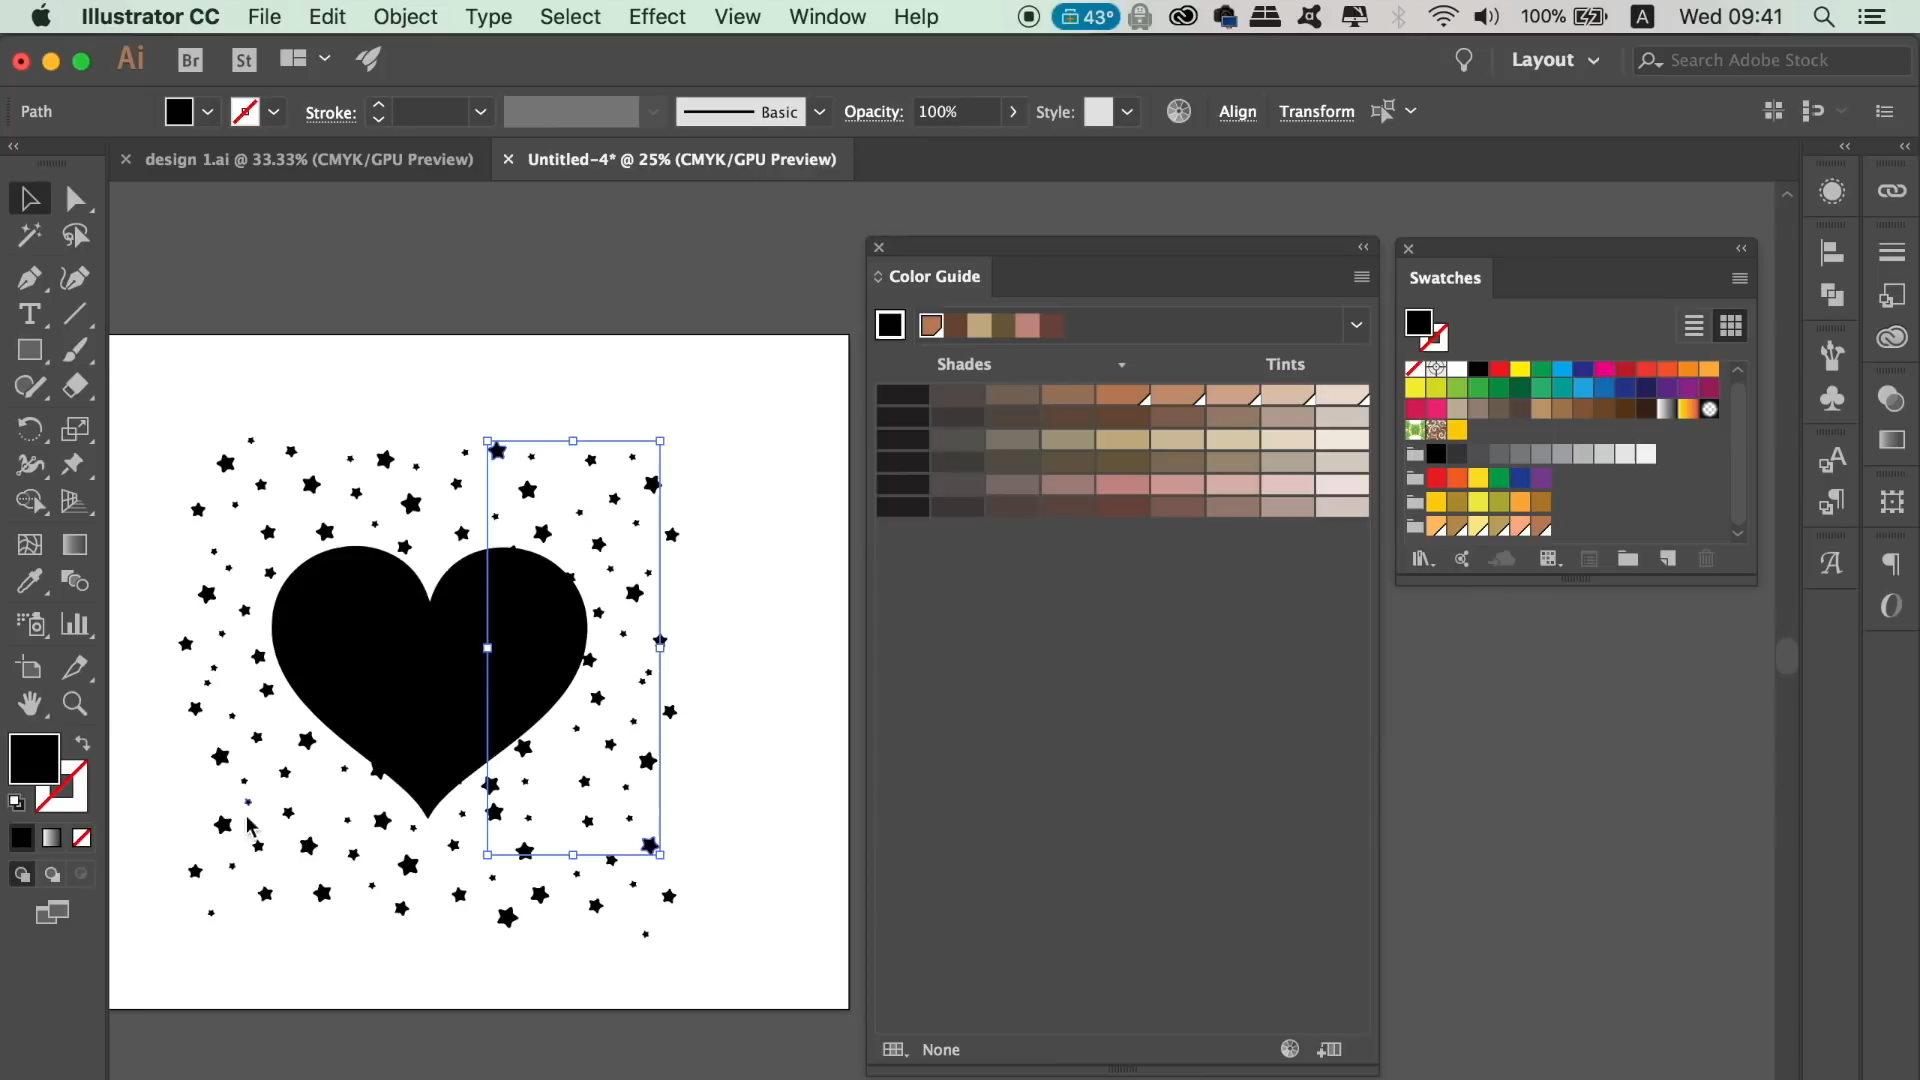 Illustrator CC File Edit Object Type Select Effect View Window Help 43° 100% A Wed 09:41
Ai Br St Layout Search Adobe Stock
Path Stroke: Basic Opacity: 100% Style: Align Transform
design 1.ai @ 33.33% (CMYK/GPU Preview) Untitled-4* @ 25% (CMYK/GPU Preview)
Color Guide
Swatches
Shades Tints
None